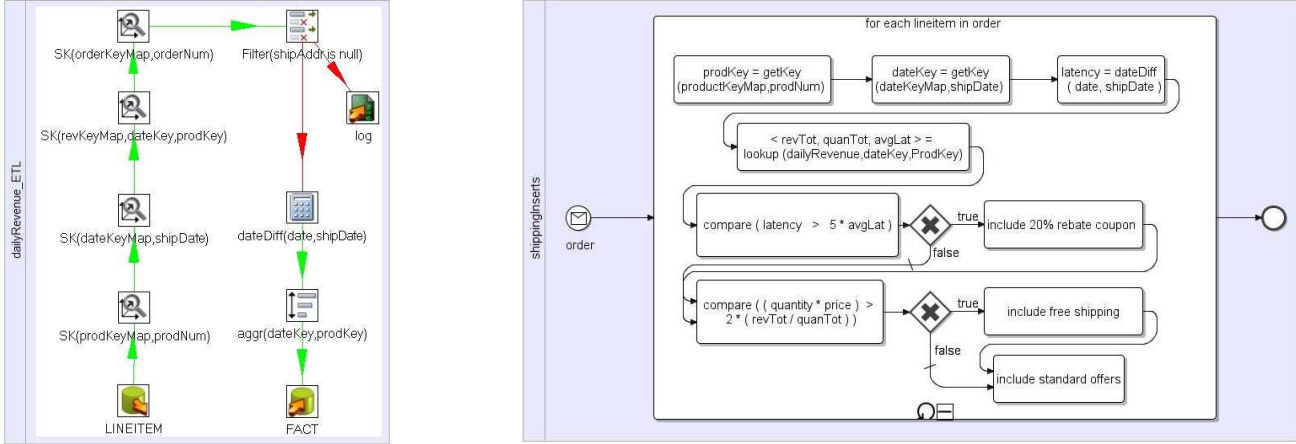 dailyRevenue_ETL
SK(orderKeyMap,orderNum)
Filter(shipAddr is null)
log
SK(revKeyMap,dateKey,prodKey)
SK(dateKeyMap,shipDate)
dateDiff(date,shipDate)
SK(prodKeyMap,prodNum)
aggr(dateKey,prodKey)
LINEITEM
FACT
shippingInserts
order
for each lineitem in order
prodKey = getKey
(productKeyMap,prodNum)
dateKey = getKey
(dateKeyMap,shipDate)
latency = dateDiff
( date, shipDate )
< revTot, quanTot, avgLat > =
lookup (dailyRevenue,dateKey,ProdKey)
compare ( latency > 5 * avgLat )
true
include 20% rebate coupon
false
compare ( ( quantity * price ) >
2 * ( revTot / quanTot ) )
true
include free shipping
false
include standard offers